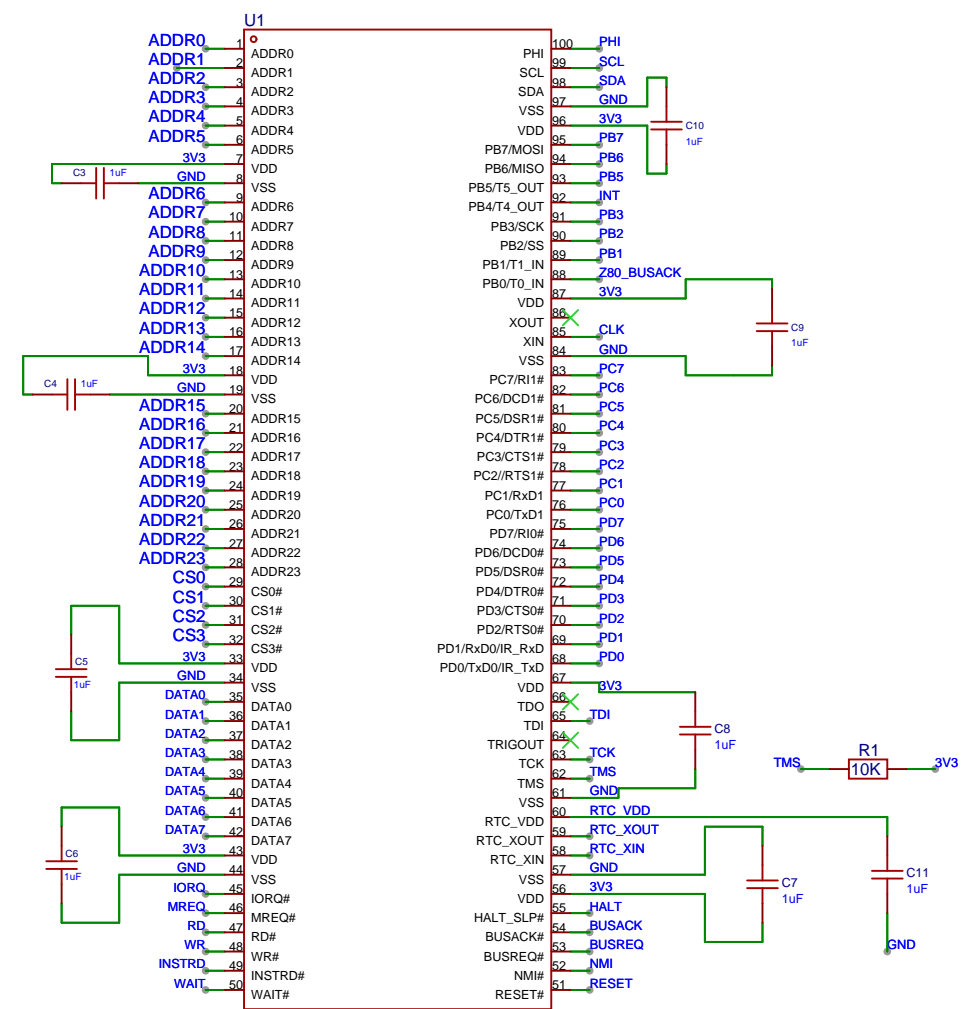 U1
ADDR0 1 ADDR0
ADDR1 2 ADDR1
ADDR2 3 ADDR2
ADDR3 4 ADDR3
ADDR4 5 ADDR4
ADDR5 6 ADDR5
3V3 7 VDD
C3 1uF
GND 8 VSS
ADDR6 9 ADDR6
ADDR7 10 ADDR7
ADDR8 11 ADDR8
ADDR9 12 ADDR9
ADDR10 13 ADDR10
ADDR11 14 ADDR11
ADDR12 15 ADDR12
ADDR13 16 ADDR13
ADDR14 17 ADDR14
3V3 18 VDD
C4 1uF
GND 19 VSS
ADDR15 20 ADDR15
ADDR16 21 ADDR16
ADDR17 22 ADDR17
ADDR18 23 ADDR18
ADDR19 24 ADDR19
ADDR20 25 ADDR20
ADDR21 26 ADDR21
ADDR22 27 ADDR22
ADDR23 28 ADDR23
CS0 29 CS0#
CS1 30 CS1#
CS2 31 CS2#
CS3 32 CS3#
3V3 33 VDD
C5
1uF
GND 34 VSS
DATA0 35 DATA0
DATA1 36 DATA1
DATA2 37 DATA2
DATA3 38 DATA3
DATA4 39 DATA4
DATA5 40 DATA5
DATA6 41 DATA6
DATA7 42 DATA7
3V3 43 VDD
C6
1uF
GND 44 VSS
IORQ 45 IORQ#
MREQ 46 MREQ#
RD 47 RD#
WR 48 WR#
INSTRD 49 INSTRD#
WAIT 50 WAIT#
PHI 100 PHI
SCL 99 SCL
SDA 98 SDA
VSS 97 GND
VDD 96 3V3
C10
1uF
PB7/MOSI 95 PB7
PB6/MISO 94 PB6
PB5/T5_OUT 93 PB5
PB4/T4_OUT 92 INT
PB3/SCK 91 PB3
PB2/SS 90 PB2
PB1/T1_IN 89 PB1
PB0/T0_IN 88 Z80_BUSACK
VDD 87 3V3
XOUT 86
C9
1uF
XIN 85 CLK
VSS 84 GND
PC7/RI1# 83 PC7
PC6/DCD1# 82 PC6
PC5/DSR1# 81 PC5
PC4/DTR1# 80 PC4
PC3/CTS1# 79 PC3
PC2//RTS1# 78 PC2
PC1/RxD1 77 PC1
PC0/TxD1 76 PC0
PD7/RI0# 75 PD7
PD6/DCD0# 74 PD6
PD5/DSR0# 73 PD5
PD4/DTR0# 72 PD4
PD3/CTS0# 71 PD3
PD2/RTS0# 70 PD2
PD1/RxD0/IR_RxD 69 PD1
PD0/TxD0/IR_TxD 68 PD0
VDD 67 3V3
TDO 66
TDI 65 TDI
C8
1uF
TRIGOUT 64
TCK 63 TCK
TMS 62 TMS
VSS 61 GND
R1
TMS 10K 3V3
RTC_VDD 60 RTC_VDD
RTC_XOUT 59 RTC_XOUT
RTC_XIN 58 RTC_XIN
VSS 57 GND
C7
1uF
C11
1uF
VDD 56 3V3
HALT_SLP# 55 HALT
BUSACK# 54 BUSACK
BUSREQ# 53 BUSREQ
GND
NMI# 52 NMI
RESET# 51 RESET